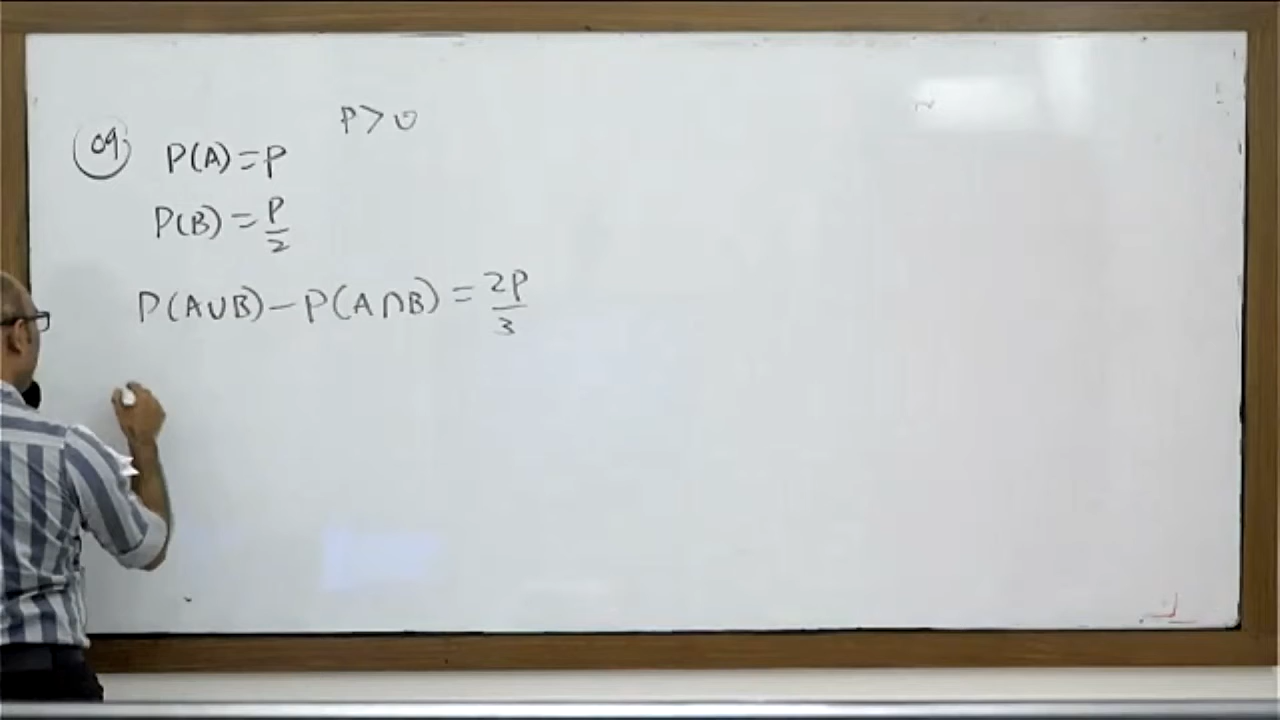 P > 0
09 P(A) = P
P(B) = P/2
P(A∪B) - P(A∩B) = 2P/3